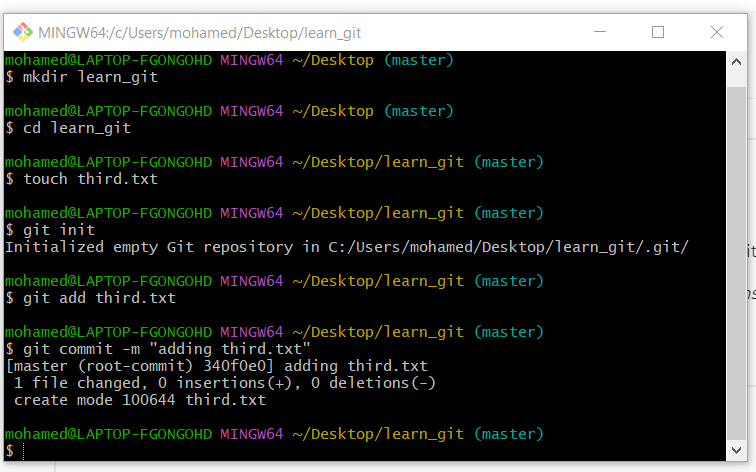 MINGW64:/c/Users/mohamed/Desktop/learn_git
mohamed@LAPTOP-FGONGOHD MINGW64 ~/Desktop (master)
$ mkdir learn_git
mohamed@LAPTOP-FGONGOHD MINGW64 ~/Desktop (master)
$ cd learn_git
mohamed@LAPTOP-FGONGOHD MINGW64 ~/Desktop/learn_git (master)
$ touch third.txt
mohamed@LAPTOP-FGONGOHD MINGW64 ~/Desktop/learn_git (master)
$ git init
Initialized empty Git repository in C:/Users/mohamed/Desktop/learn_git/.git/
mohamed@LAPTOP-FGONGOHD MINGW64 ~/Desktop/learn_git (master)
$ git add third.txt
mohamed@LAPTOP-FGONGOHD MINGW64 ~/Desktop/learn_git (master)
$ git commit -m "adding third.txt"
[master (root-commit) 340f0e0] adding third.txt
 1 file changed, 0 insertions(+), 0 deletions(-)
 create mode 100644 third.txt
mohamed@LAPTOP-FGONGOHD MINGW64 ~/Desktop/learn_git (master)
$